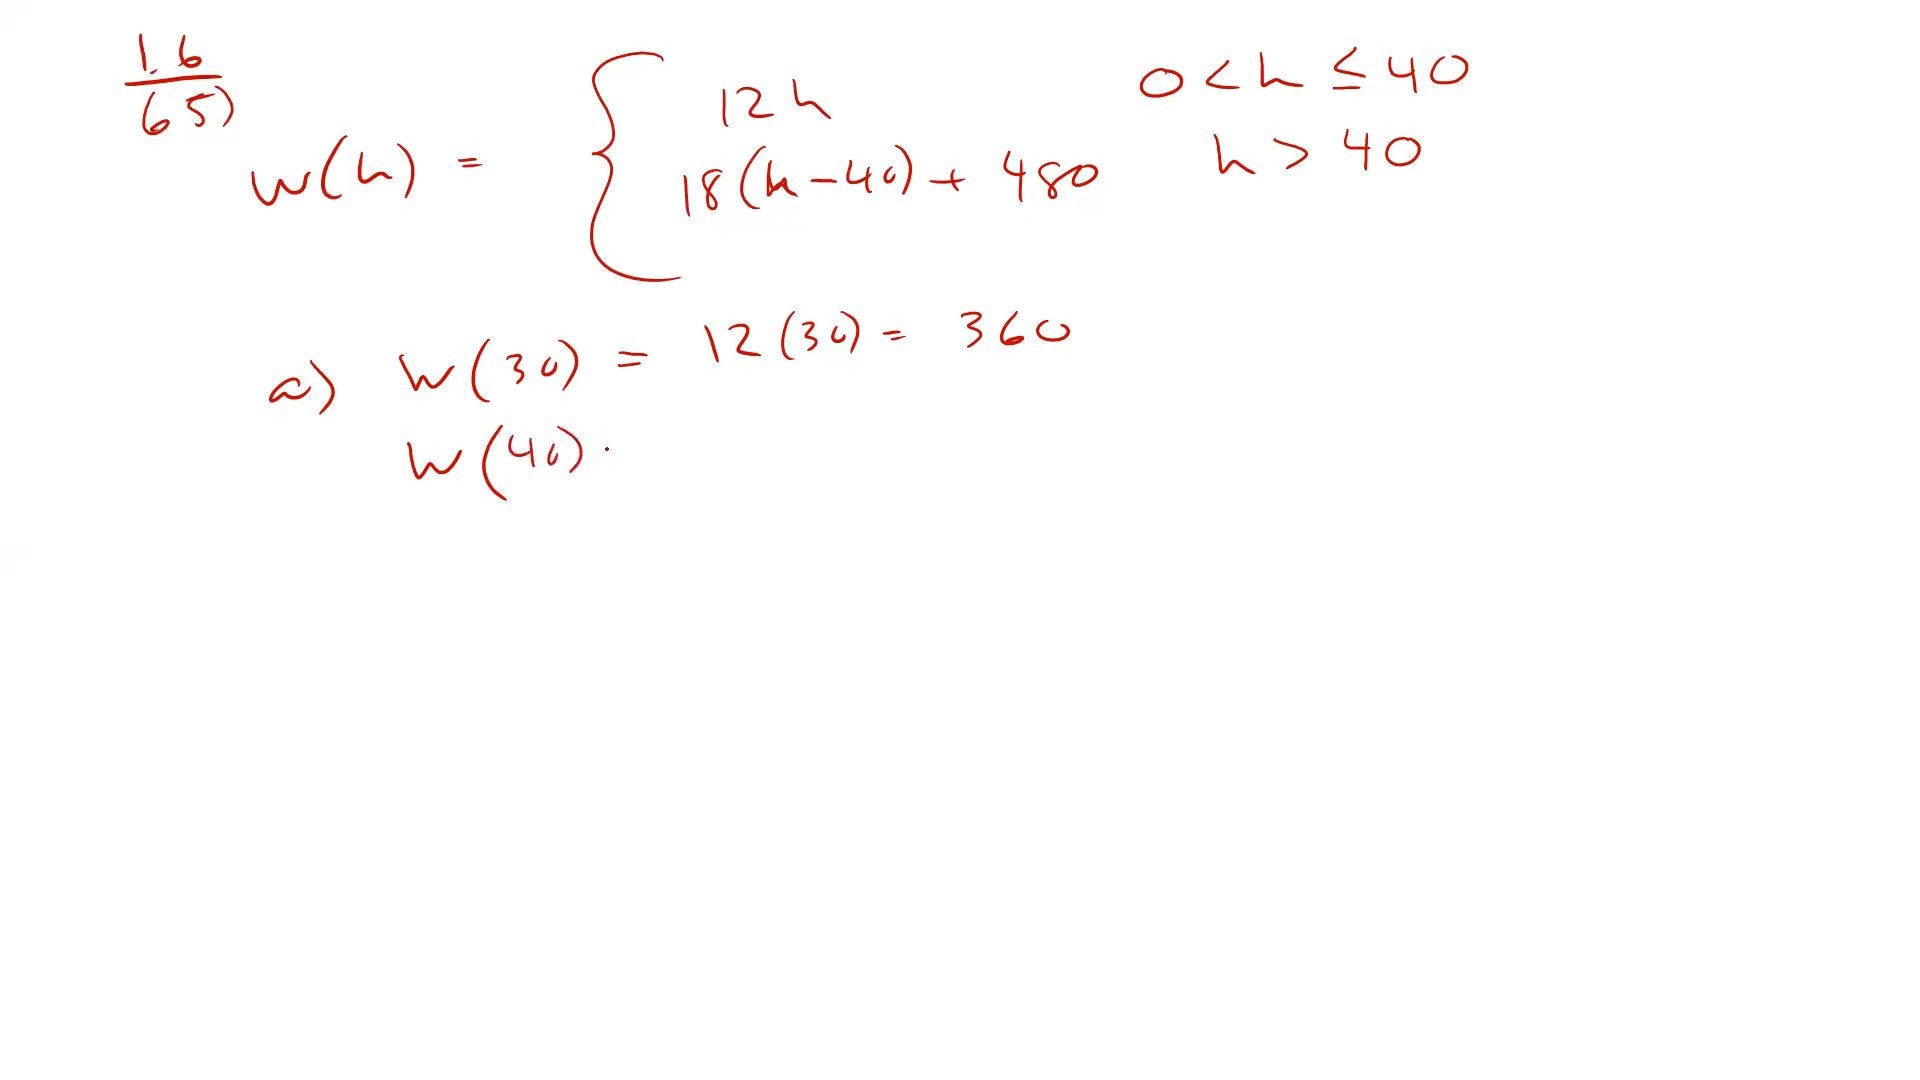 1.6
65)
w(h) = { 12h 0 < h ≤ 40
18(h-40) + 480 h > 40
a) W(30) = 12(30) = 360
W(40) ·